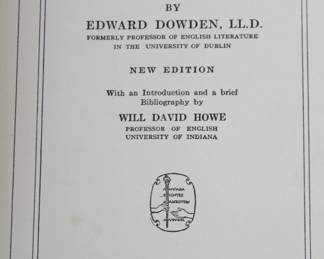 BY
EDWARD DOWDEN, LL.D.
FORMERLY PROFESSOR OF ENGLISH LITERATURE
IN THE UNIVERSITY OF DUBLIN
NEW EDITION
With an Introduction and a brief
Bibliography by
WILL DAVID HOWE
PROFESSOR OF ENGLISH
UNIVERSITY OF INDIANA